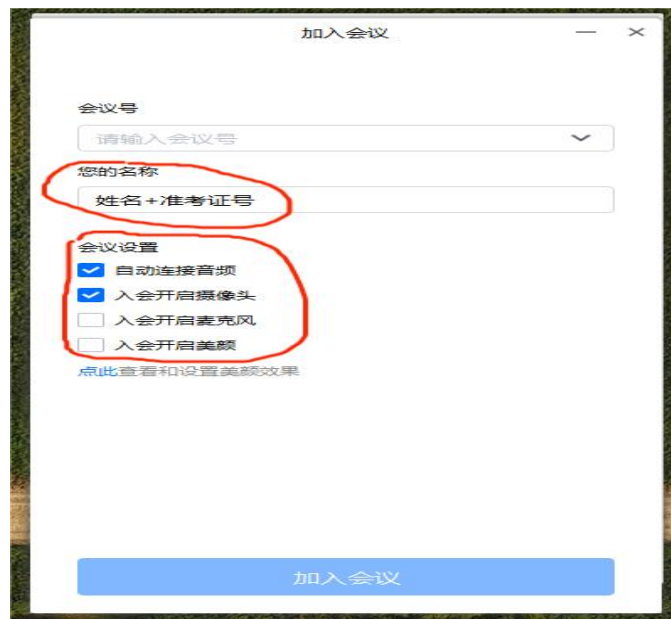 加入会议
会议号
请输入会议号
您的名称
姓名+准考证号
会议设置
自动连接音频
入会开启摄像头
入会开启麦克风
入会开启美颜
点此查看和设置美颜效果
加入会议